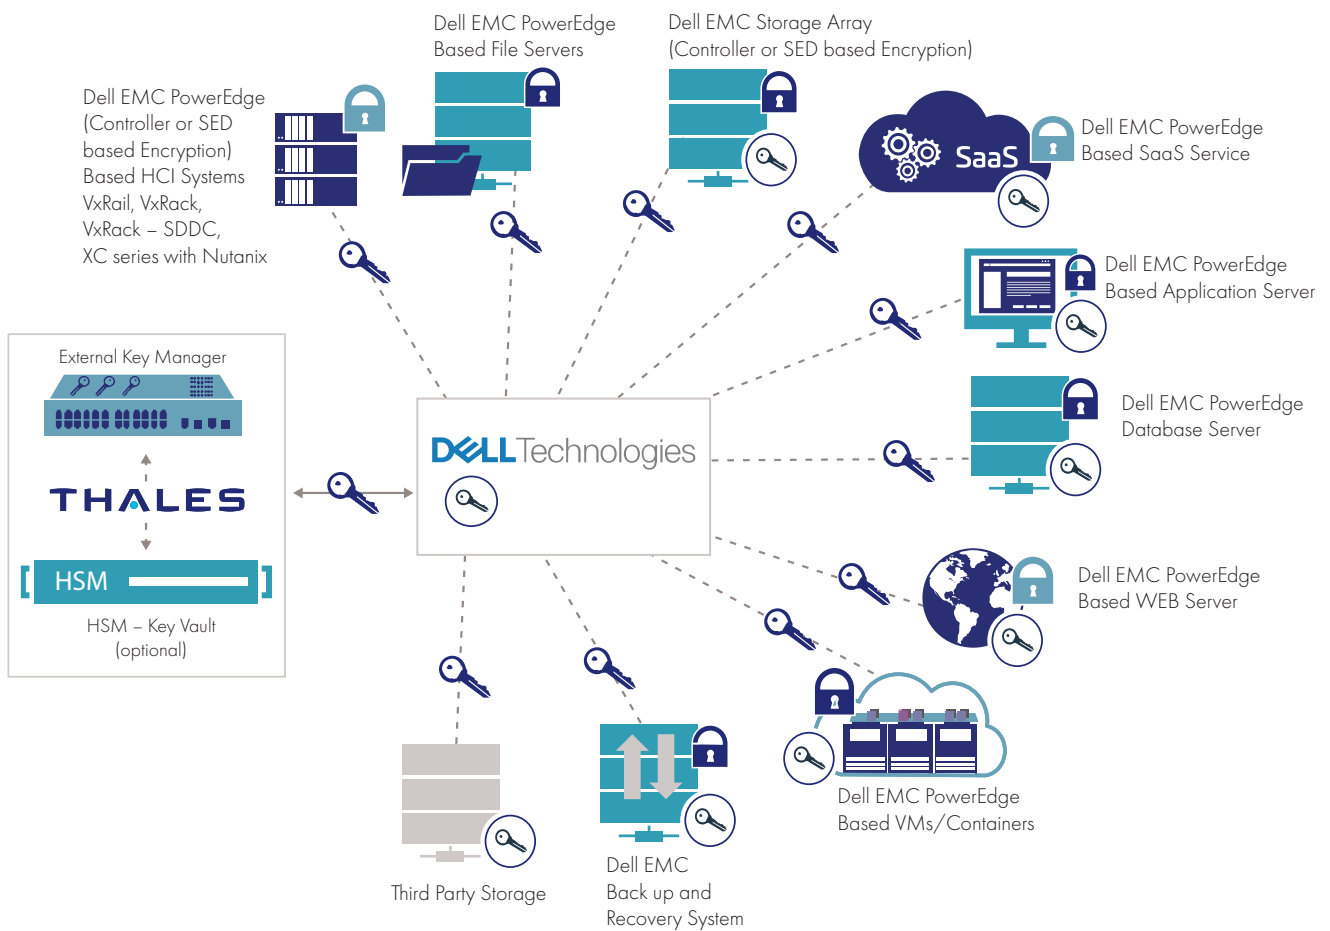 Dell EMC PowerEdge
Based File Servers
Dell EMC Storage Array
(Controller or SED based Encryption)
Dell EMC PowerEdge
(Controller or SED
based Encryption)
Based HCI Systems
VxRail, VxRack,
VxRack – SDDC,
XC series with Nutanix
SaaS
Dell EMC PowerEdge
Based SaaS Service
Dell EMC PowerEdge
Based Application Server
External Key Manager
THALES
HSM
HSM – Key Vault
(optional)
DELL Technologies
Dell EMC PowerEdge
Database Server
Dell EMC PowerEdge
Based WEB Server
Dell EMC PowerEdge
Based VMs/Containers
Third Party Storage
Dell EMC
Back up and
Recovery System